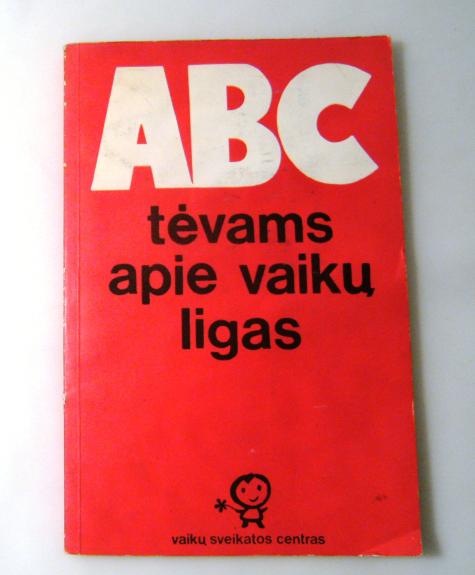 ABC
tėvams
apie vaikų
ligas
vaikų sveikatos centras